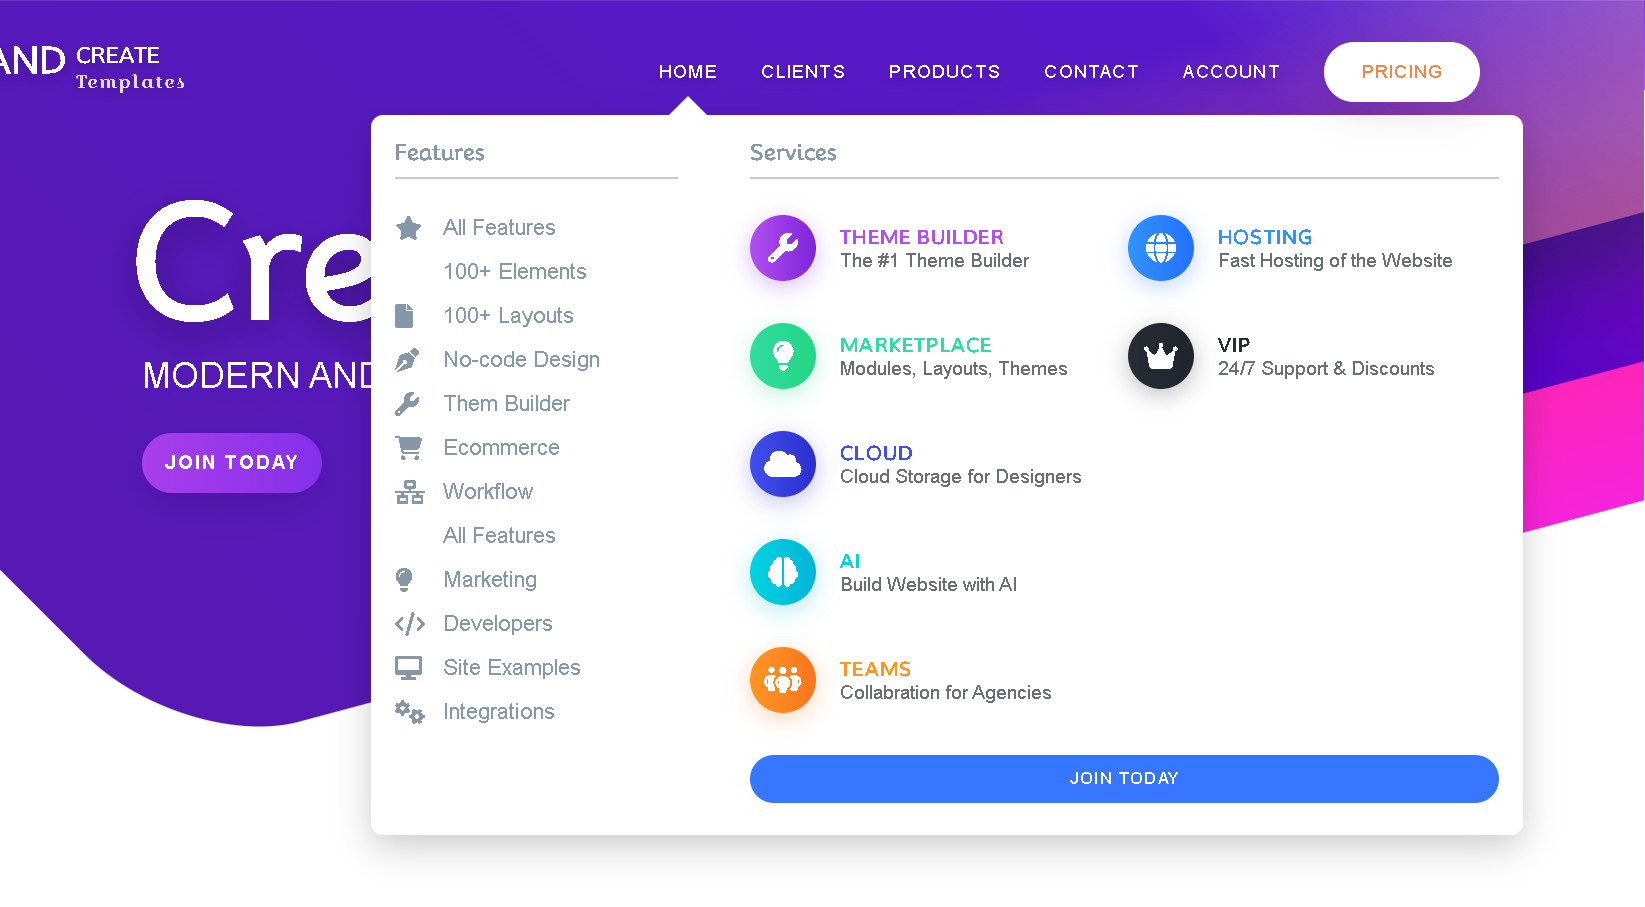 AND CREATE
Templates
HOME CLIENTS PRODUCTS CONTACT ACCOUNT PRICING
Features
All Features
100+ Elements
100+ Layouts
No-code Design
Them Builder
Ecommerce
Workflow
All Features
Marketing
Developers
Site Examples
Integrations
Services
THEME BUILDER
The #1 Theme Builder
HOSTING
Fast Hosting of the Website
MARKETPLACE
Modules, Layouts, Themes
VIP
24/7 Support & Discounts
CLOUD
Cloud Storage for Designers
AI
Build Website with AI
TEAMS
Collabration for Agencies
JOIN TODAY
Cre
MODERN AND
JOIN TODAY